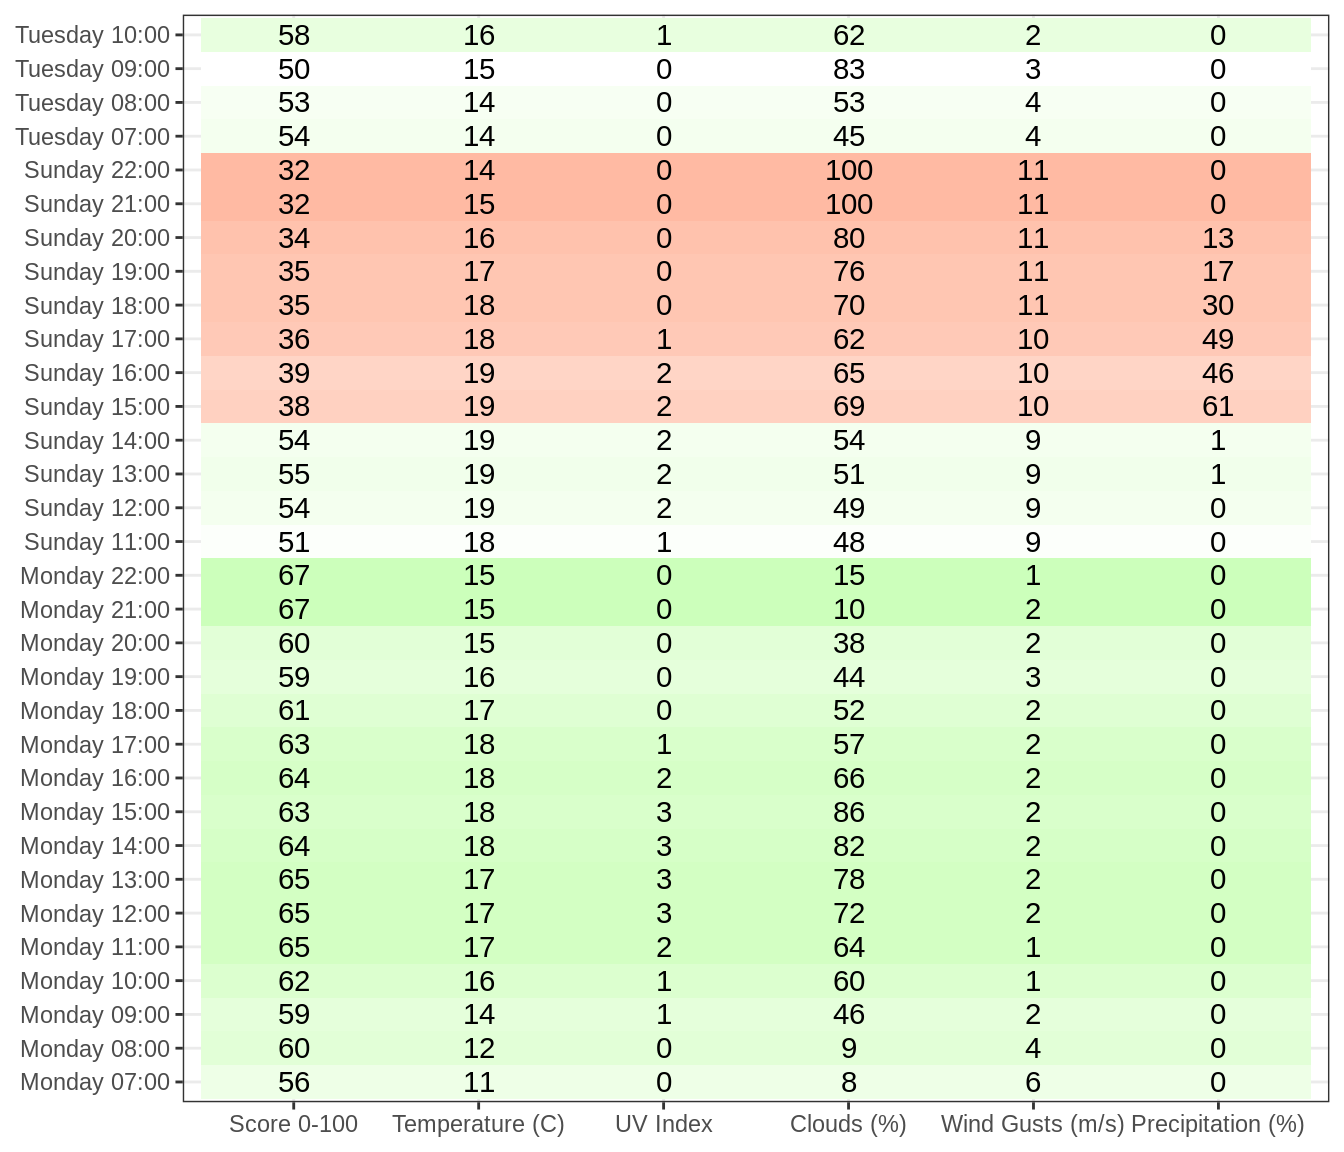 Tuesday 10:00 58 16 1 62 2 0
Tuesday 09:00 50 15 0 83 3 0
Tuesday 08:00 53 14 0 53 4 0
Tuesday 07:00 54 14 0 45 4 0
Sunday 22:00 32 14 0 100 11 0
Sunday 21:00 32 15 0 100 11 0
Sunday 20:00 34 16 0 80 11 13
Sunday 19:00 35 17 0 76 11 17
Sunday 18:00 35 18 0 70 11 30
Sunday 17:00 36 18 1 62 10 49
Sunday 16:00 39 19 2 65 10 46
Sunday 15:00 38 19 2 69 10 61
Sunday 14:00 54 19 2 54 9 1
Sunday 13:00 55 19 2 51 9 1
Sunday 12:00 54 19 2 49 9 0
Sunday 11:00 51 18 1 48 9 0
Monday 22:00 67 15 0 15 1 0
Monday 21:00 67 15 0 10 2 0
Monday 20:00 60 15 0 38 2 0
Monday 19:00 59 16 0 44 3 0
Monday 18:00 61 17 0 52 2 0
Monday 17:00 63 18 1 57 2 0
Monday 16:00 64 18 2 66 2 0
Monday 15:00 63 18 3 86 2 0
Monday 14:00 64 18 3 82 2 0
Monday 13:00 65 17 3 78 2 0
Monday 12:00 65 17 3 72 2 0
Monday 11:00 65 17 2 64 1 0
Monday 10:00 62 16 1 60 1 0
Monday 09:00 59 14 1 46 2 0
Monday 08:00 60 12 0 9 4 0
Monday 07:00 56 11 0 8 6 0
Score 0-100 Temperature (C) UV Index Clouds (%) Wind Gusts (m/s) Precipitation (%)